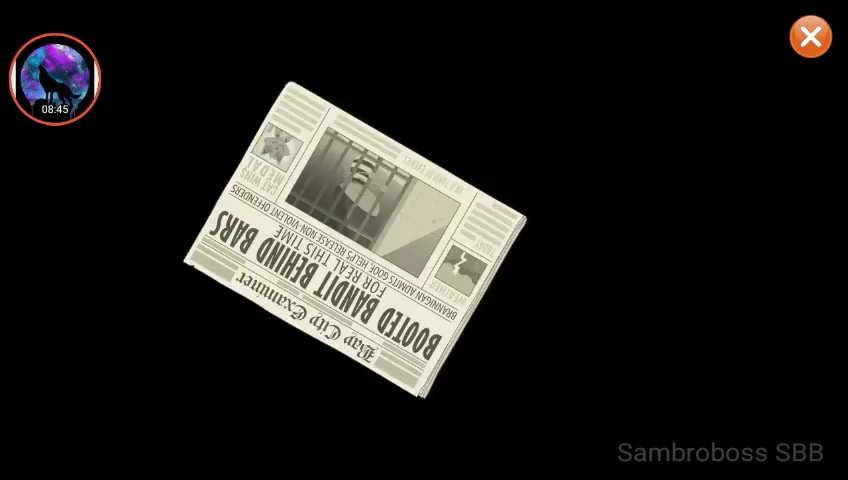 08:45
Bay City Examiner
BOOTED BANDIT BEHIND BARS
FOR REAL THIS TIME
BRANNIGAN ADMITS GOOF, HELPS RELEASE NON-VIOLENT OFFENDERS
CAT WINS
MEDAL
WEATHER
TODAY
Sambroboss SBB